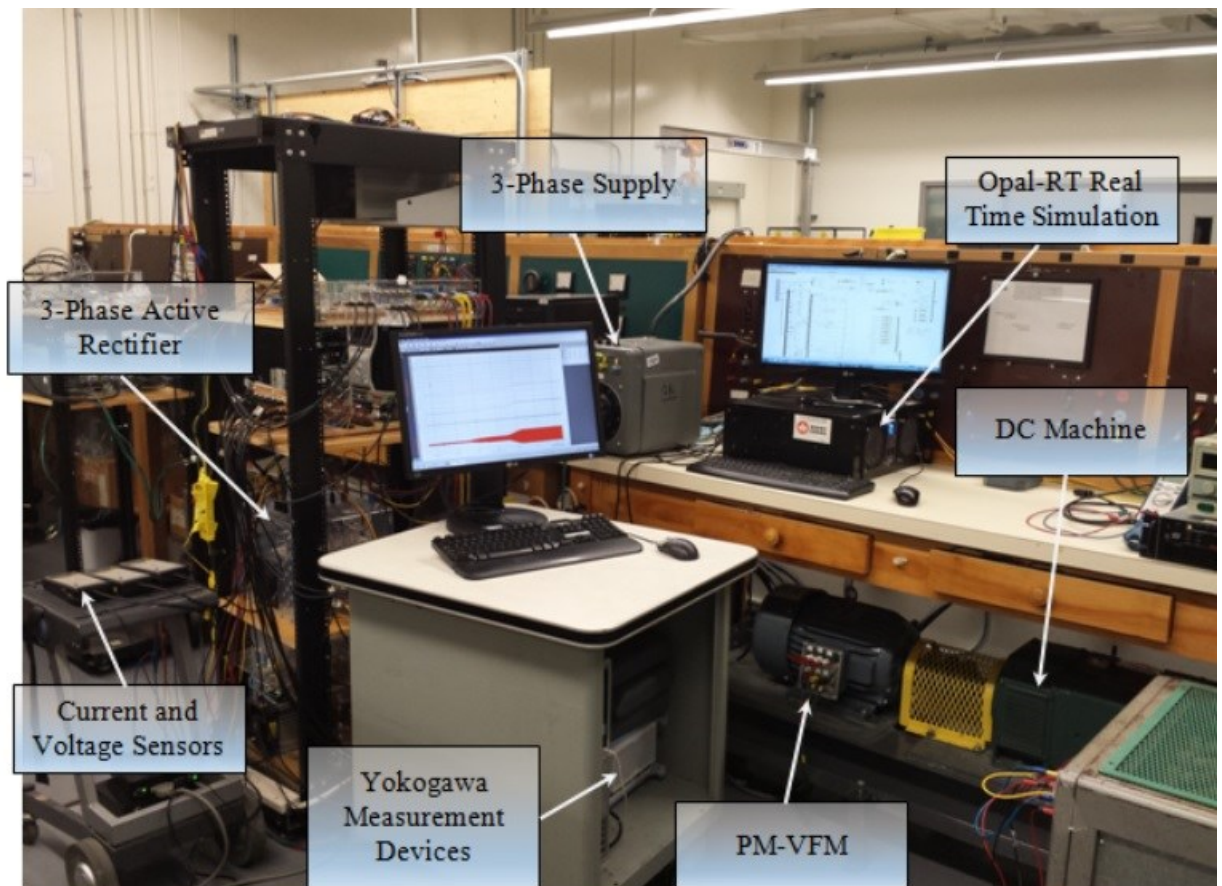 3-Phase Supply
Opal-RT Real
Time Simulation
3-Phase Active
Rectifier
DC Machine
Current and
Voltage Sensors
Yokogawa
Measurement
Devices
PM-VFM